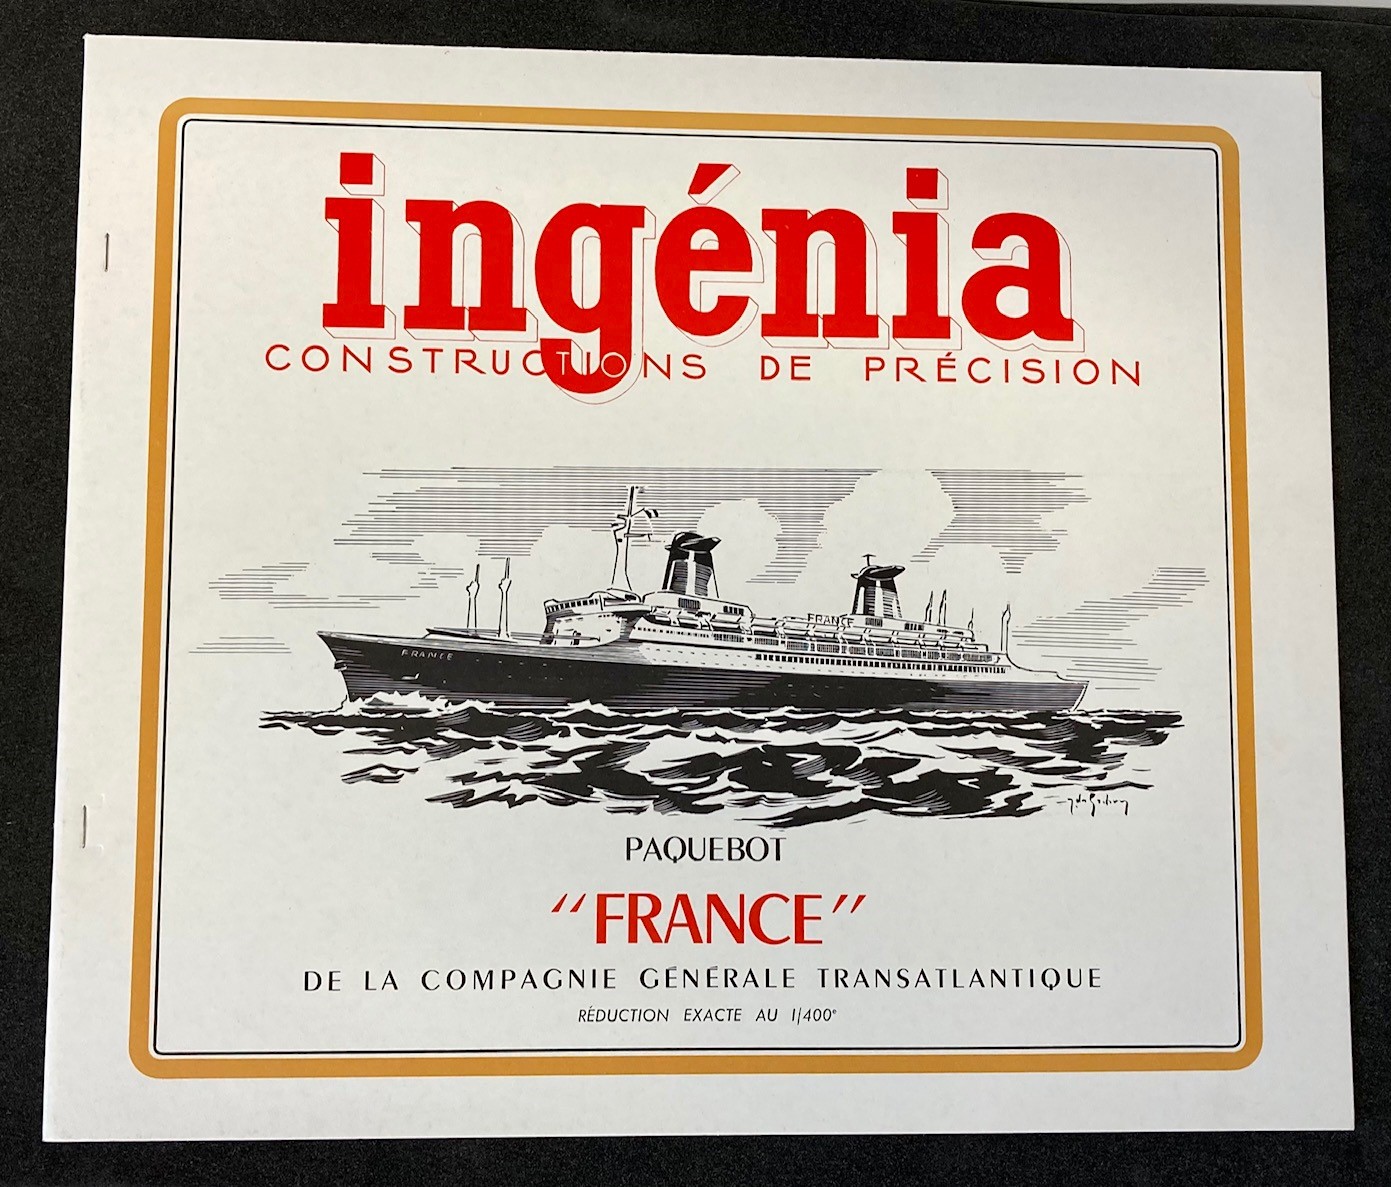 ingénia
CONSTRUCTIONS DE PRÉCISION
FRANCE
FRANCE
PAQUEBOT
“FRANCE”
DE LA COMPAGNIE GÉNÉRALE TRANSATLANTIQUE
RÉDUCTION EXACTE AU 1/400e